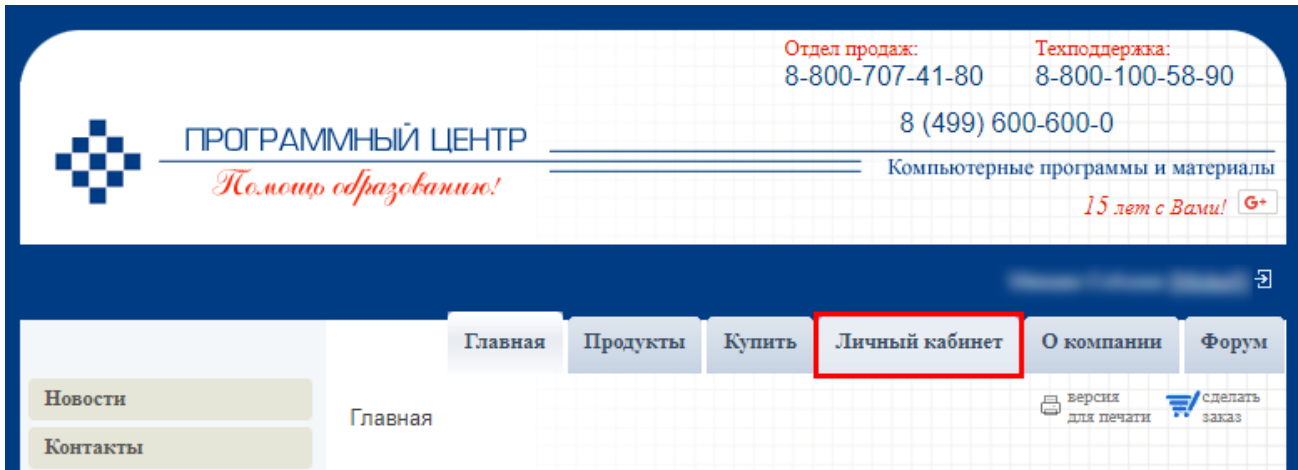 Отдел продаж: Техподдержка:
8-800-707-41-80 8-800-100-58-90
8 (499) 600-600-0
ПРОГРАММНЫЙ ЦЕНТР
Помощь образованию!
Компьютерные программы и материалы
15 лет с Вами! G+
Главная Продукты Купить Личный кабинет О компании Форум
Новости
Контакты
Главная
версия
для печати
сделать
заказ